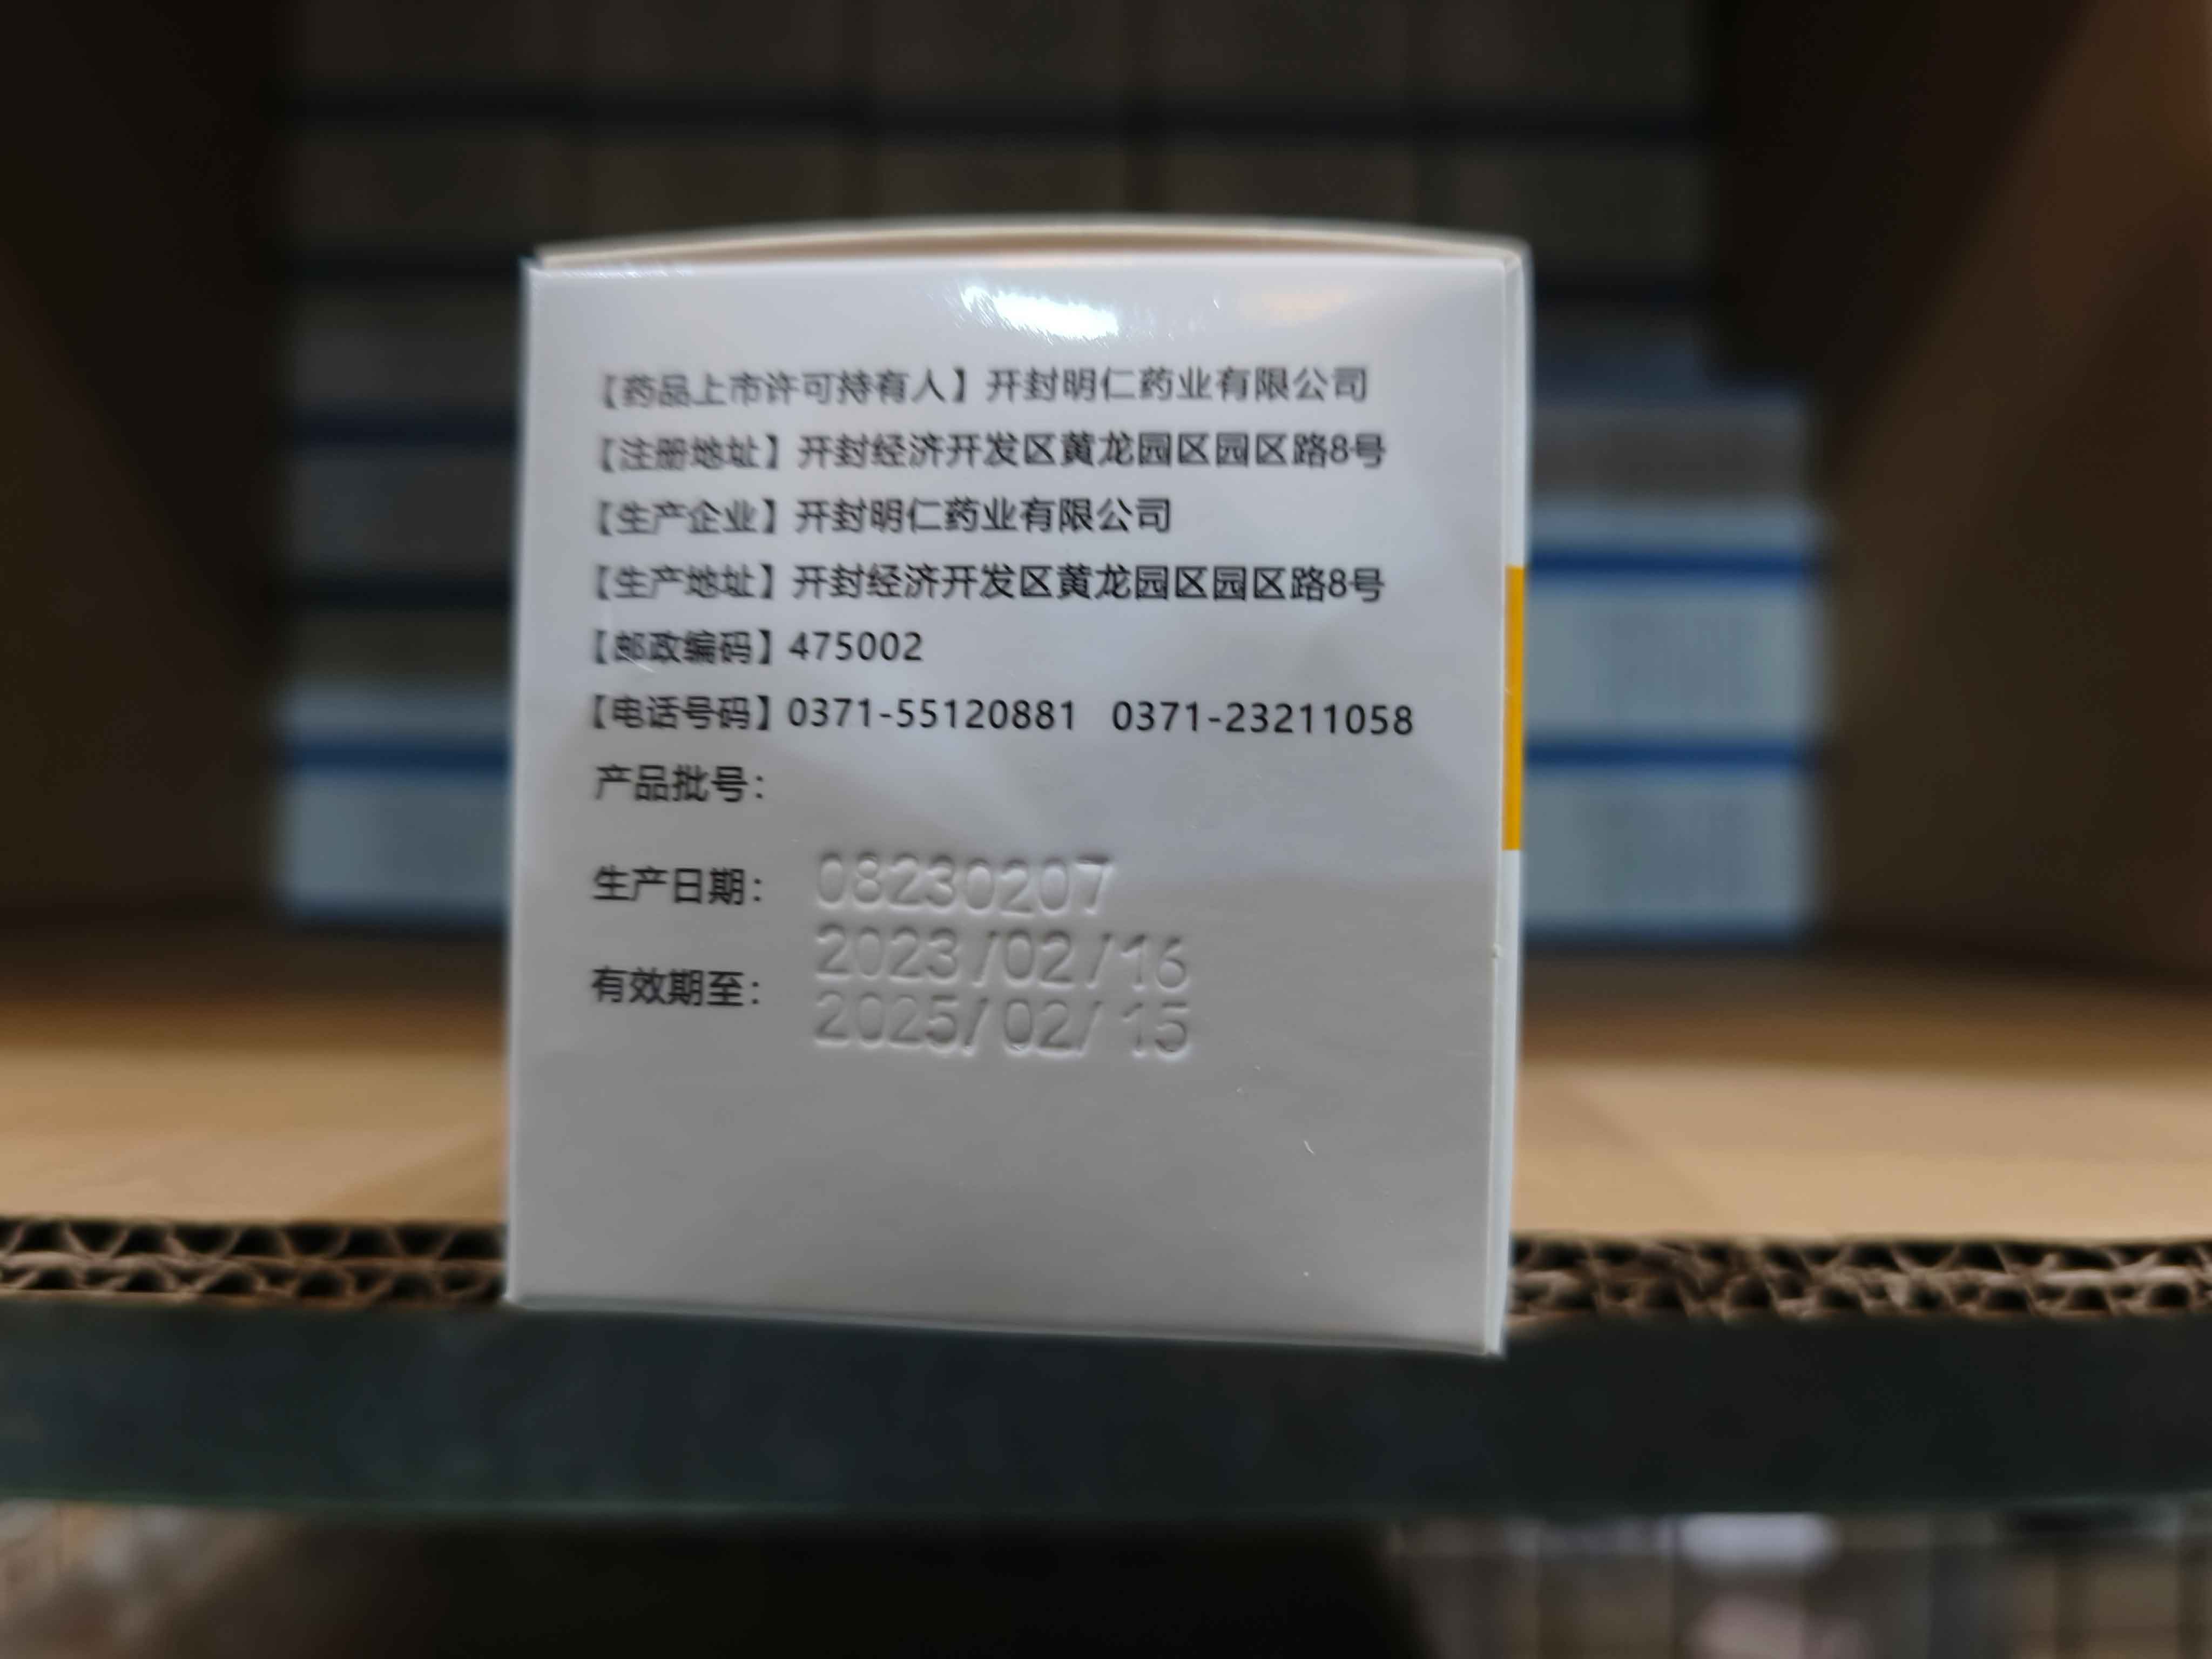 【药品上市许可持有人】开封明仁药业有限公司
【注册地址】开封经济开发区黄龙园区园区路8号
【生产企业】开封明仁药业有限公司
【生产地址】开封经济开发区黄龙园区园区路8号
【邮政编码】475002
【电话号码】0371-55120881 0371-23211058
产品批号：
生产日期： 08230207
2023/02/16
有效期至： 2025/02/15